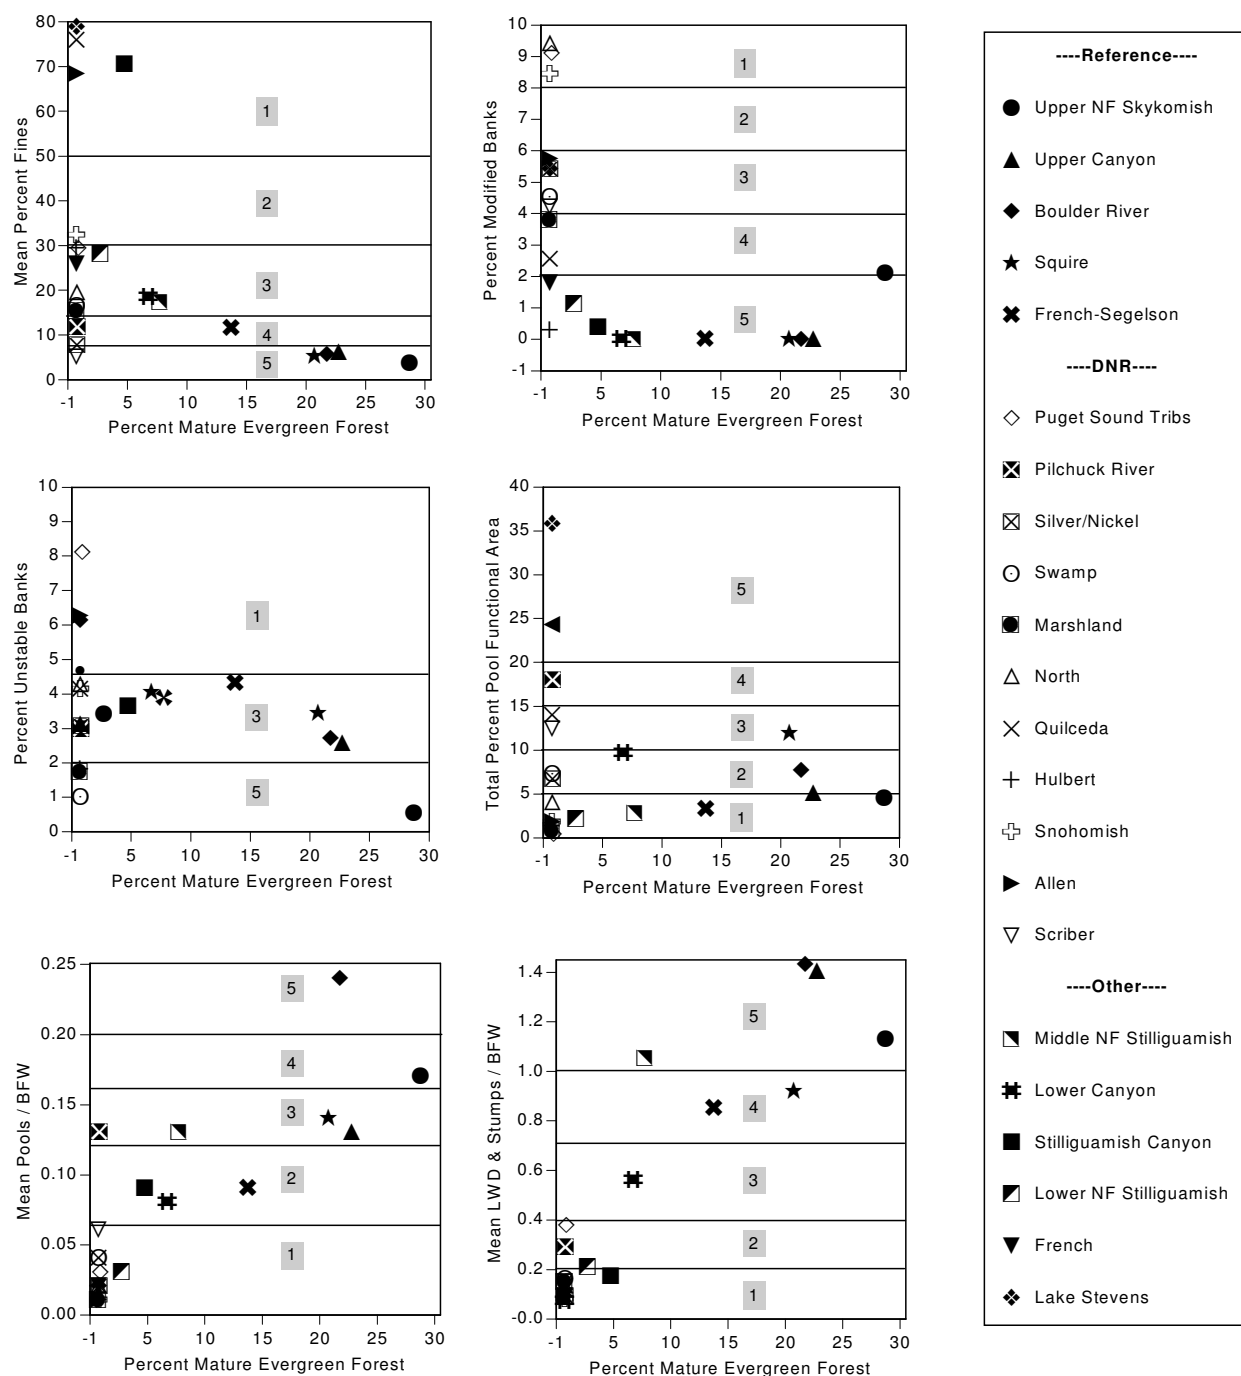 80
70
60
50
40
30
20
10
0
Mean Percent Fines
1
2
3
4
5
-1 5 10 15 20 25 30
Percent Mature Evergreen Forest
10
9
8
7
6
5
4
3
2
1
0
-1
Percent Modified Banks
1
2
3
4
5
-1 5 10 15 20 25 30
Percent Mature Evergreen Forest
10
9
8
7
6
5
4
3
2
1
0
Percent Unstable Banks
1
3
5
-1 5 10 15 20 25 30
Percent Mature Evergreen Forest
40
35
30
25
20
15
10
5
0
Total Percent Pool Functional Area
5
4
3
2
1
-1 5 10 15 20 25 30
Percent Mature Evergreen Forest
0.25
0.20
0.15
0.10
0.05
0.00
Mean Pools / BFW
5
4
3
2
1
-1 5 10 15 20 25 30
Percent Mature Evergreen Forest
1.4
1.2
1.0
0.8
0.6
0.4
0.2
-0.0
Mean LWD & Stumps / BFW
5
4
3
2
1
-1 5 10 15 20 25 30
Percent Mature Evergreen Forest
----Reference----
Upper NF Skykomish
Upper Canyon
Boulder River
Squire
French-Segelson
----DNR----
Puget Sound Tribs
Pilchuck River
Silver/Nickel
Swamp
Marshland
North
Quilceda
Hulbert
Snohomish
Allen
Scriber
----Other----
Middle NF Stilliguamish
Lower Canyon
Stilliguamish Canyon
Lower NF Stilliguamish
French
Lake Stevens